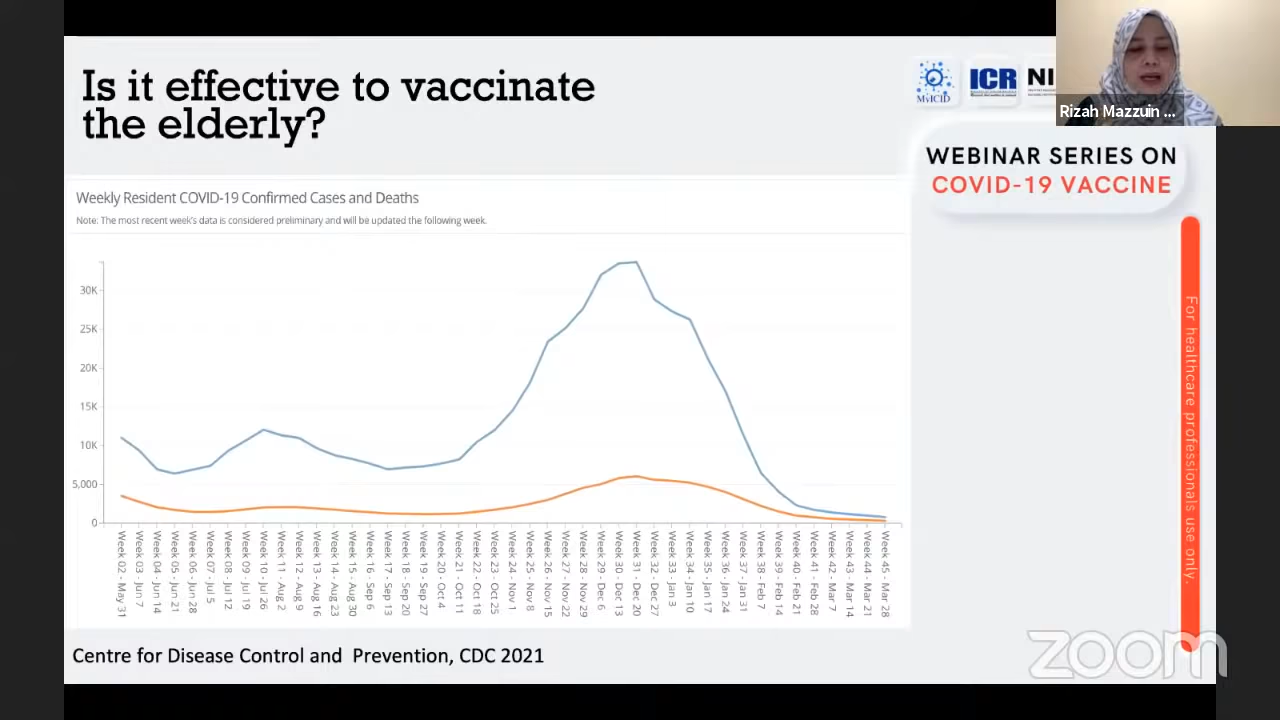 Is it effective to vaccinate
the elderly?
MyICID
ICR
NI
Rizah Mazzuin ...
WEBINAR SERIES ON
COVID-19 VACCINE
Weekly Resident COVID-19 Confirmed Cases and Deaths
Note: The most recent week's data is considered preliminary and will be updated the following week.
30K
25K
20K
15K
10K
5,000
0
Week 02 - May 31
Week 03 - Jun 7
Week 04 - Jun 14
Week 05 - Jun 21
Week 06 - Jun 28
Week 07 - Jul 5
Week 08 - Jul 12
Week 09 - Jul 19
Week 10 - Jul 26
Week 11 - Aug 2
Week 12 - Aug 9
Week 13 - Aug 16
Week 14 - Aug 23
Week 15 - Aug 30
Week 16 - Sep 6
Week 17 - Sep 13
Week 18 - Sep 20
Week 19 - Sep 27
Week 20 - Oct 4
Week 21 - Oct 11
Week 22 - Oct 18
Week 23 - Oct 25
Week 24 - Nov 1
Week 25 - Nov 8
Week 26 - Nov 15
Week 27 - Nov 22
Week 28 - Nov 29
Week 29 - Dec 6
Week 30 - Dec 13
Week 31 - Dec 20
Week 32 - Dec 27
Week 33 - Jan 3
Week 34 - Jan 10
Week 35 - Jan 17
Week 36 - Jan 24
Week 37 - Jan 31
Week 38 - Feb 7
Week 39 - Feb 14
Week 40 - Feb 21
Week 41 - Feb 28
Week 42 - Mar 7
Week 43 - Mar 14
Week 44 - Mar 21
Week 45 - Mar 28
For healthcare professionals use only.
Centre for Disease Control and Prevention, CDC 2021
zoom